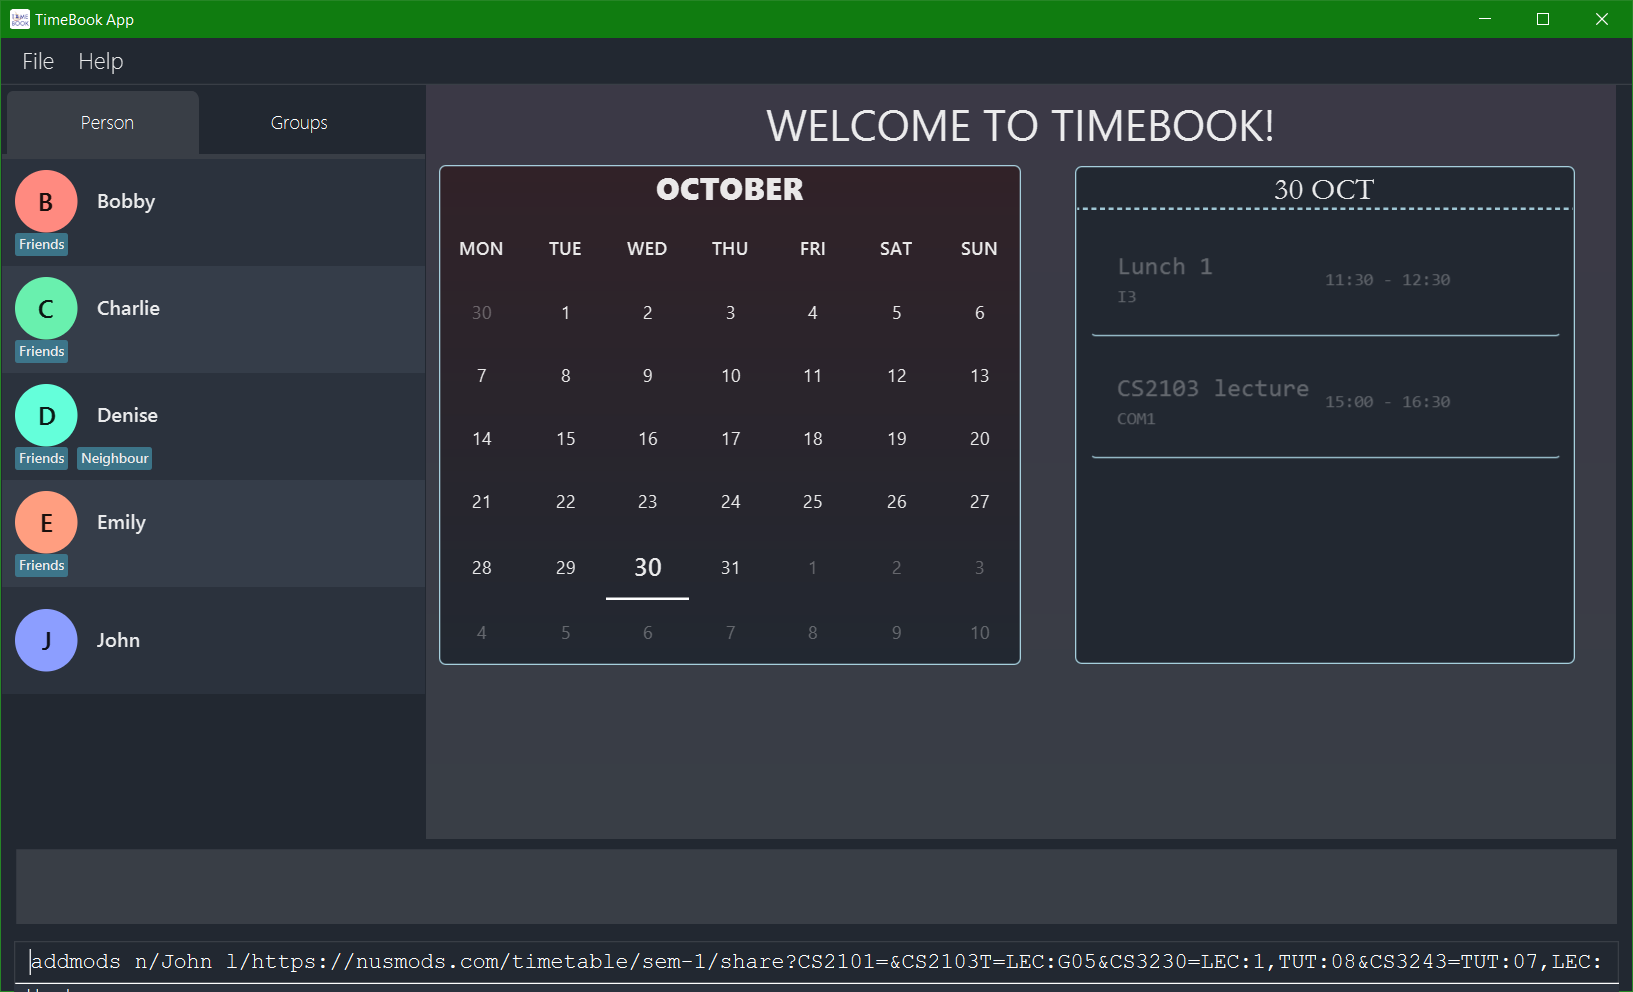 TimeBook App
File Help
Person Groups
B Bobby
Friends
C Charlie
Friends
D Denise
Friends Neighbour
E Emily
Friends
J John
WELCOME TO TIMEBOOK!
OCTOBER
MON TUE WED THU FRI SAT SUN
30 1 2 3 4 5 6
7 8 9 10 11 12 13
14 15 16 17 18 19 20
21 22 23 24 25 26 27
28 29 30 31 1 2 3
4 5 6 7 8 9 10
30 OCT
Lunch 1
11:30 - 12:30
I3
CS2103 lecture
15:00 - 16:30
COM1
addmods n/John l/https://nusmods.com/timetable/sem-1/share?CS2101=&CS2103T=LEC:G05&CS3230=LEC:1,TUT:08&CS3243=TUT:07,LEC: